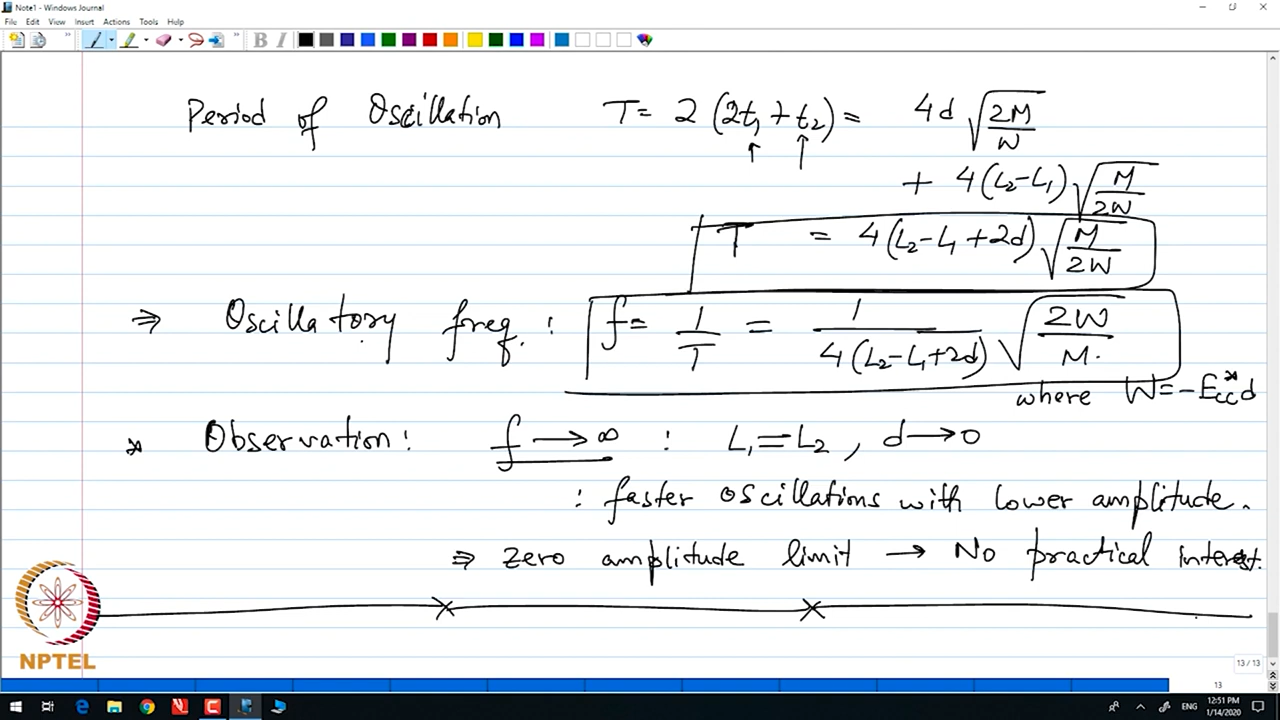 Note1 - Windows Journal
File Edit View Insert Actions Tools Help
B I
Period of Oscillation T = 2 (2t₁ + t₂) = 4d √(2M/W)
+ 4(L₂-L₁) √(M/2W)
T = 4(L₂-L₁+2d) √(M/2W)
⇒ Oscillatory freq. : f = 1/T = 1/4(L₂-L₁+2d) √(2W/M)
where W = -E_cc* d
* Observation : f → ∞ : L₁ = L₂ , d → 0
: faster oscillations with lower amplitude.
⇒ zero amplitude limit → No practical interest.
NPTEL
13 / 13
13
ENG
12:51 PM
1/14/2020